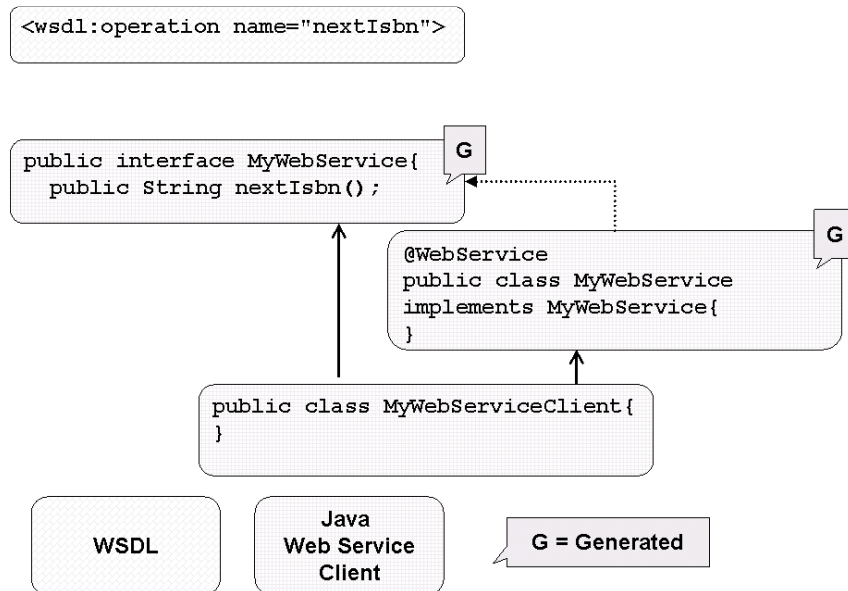 <wsdl:operation name="nextIsbn">
G
public interface MyWebService{
public String nextIsbn();
G
@WebService
public class MyWebService
implements MyWebService{
}
public class MyWebServiceClient{
}
WSDL
Java
Web Service
Client
G = Generated